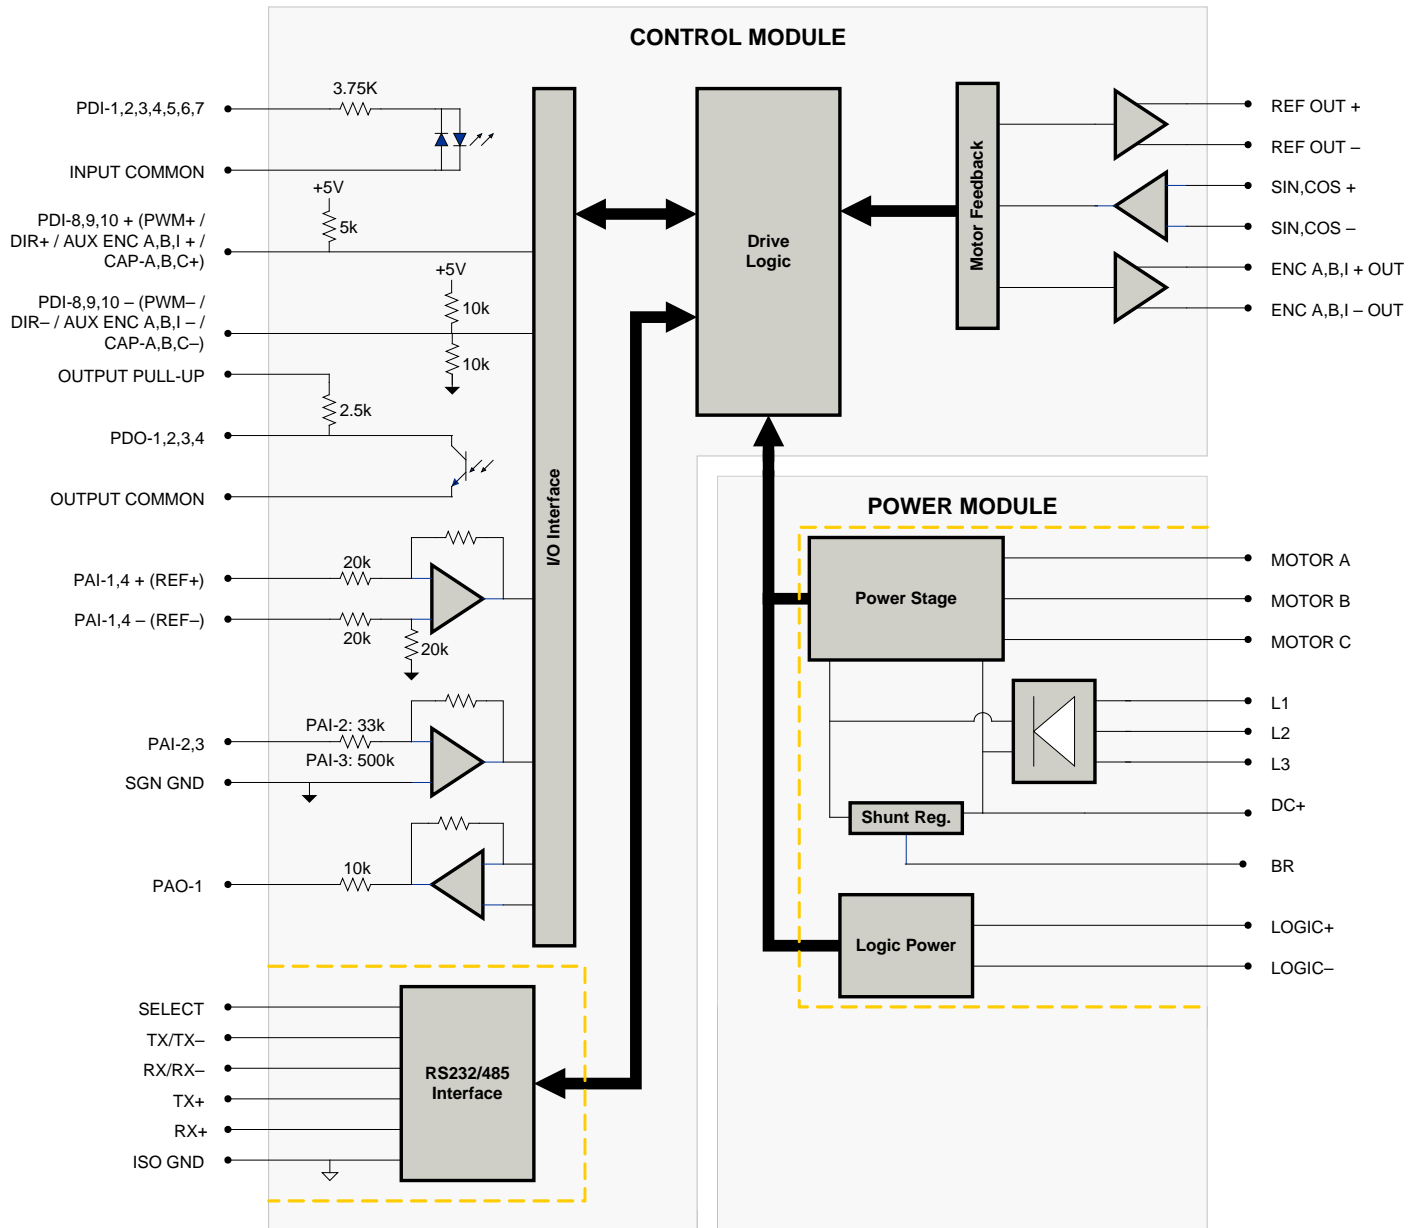 CONTROL MODULE
PDI-1,2,3,4,5,6,7
3.75K
INPUT COMMON
+5V
5k
PDI-8,9,10 + (PWM+ /
DIR+ / AUX ENC A,B,I + /
CAP-A,B,C+)
+5V
10k
10k
PDI-8,9,10 – (PWM– /
DIR– / AUX ENC A,B,I – /
CAP-A,B,C–)
OUTPUT PULL-UP
2.5k
PDO-1,2,3,4
OUTPUT COMMON
PAI-1,4 + (REF+)
20k
PAI-1,4 – (REF–)
20k
20k
PAI-2,3
PAI-2: 33k
PAI-3: 500k
SGN GND
PAO-1
10k
I/O Interface
SELECT
TX/TX–
RX/RX–
TX+
RX+
ISO GND
RS232/485
Interface
Drive
Logic
Motor Feedback
REF OUT +
REF OUT –
SIN,COS +
SIN,COS –
ENC A,B,I + OUT
ENC A,B,I – OUT
POWER MODULE
Power Stage
MOTOR A
MOTOR B
MOTOR C
L1
L2
L3
DC+
Shunt Reg.
BR
Logic Power
LOGIC+
LOGIC–